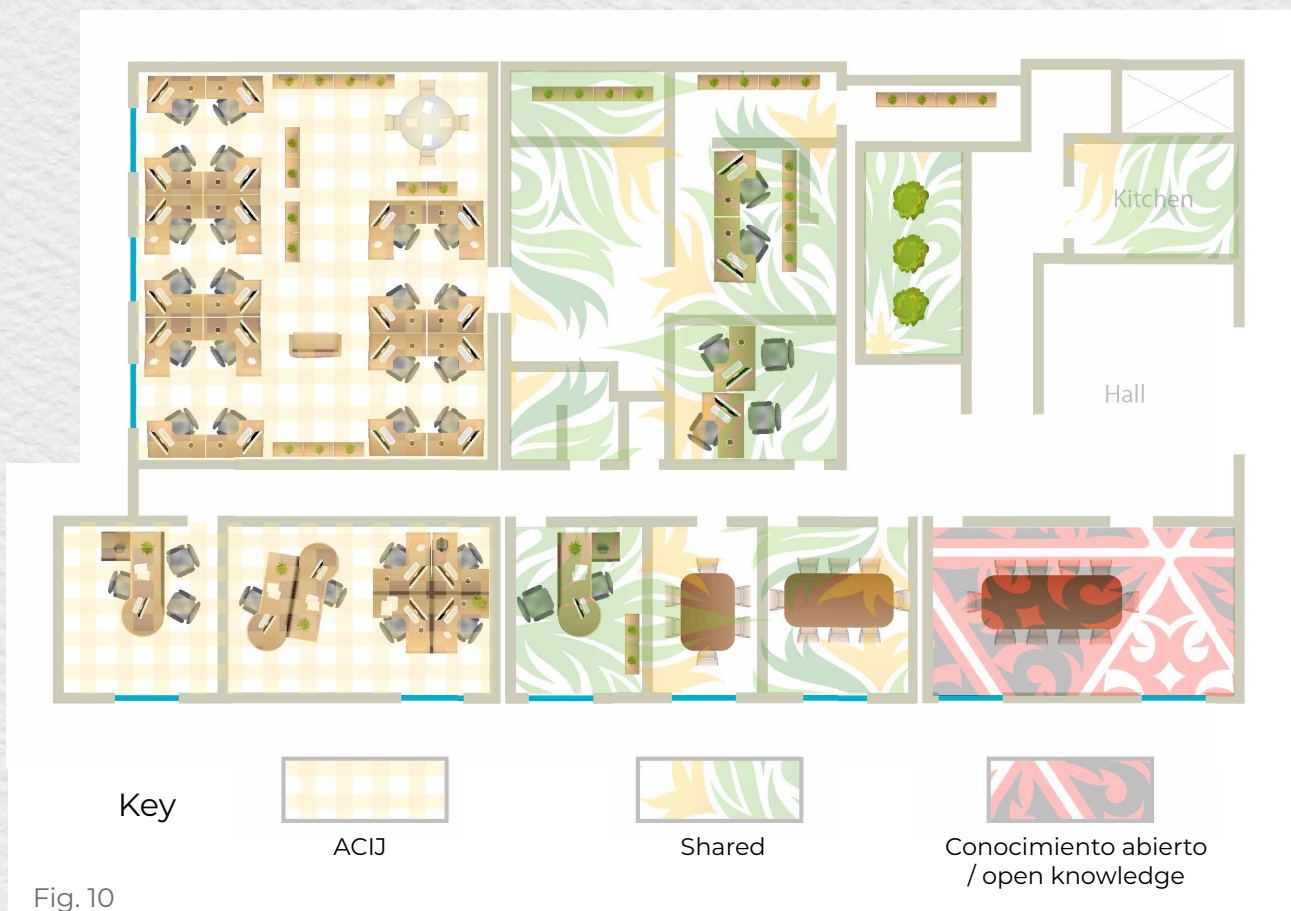 Kitchen
Hall
Key
ACIJ
Shared
Conocimiento abierto
/ open knowledge
Fig. 10